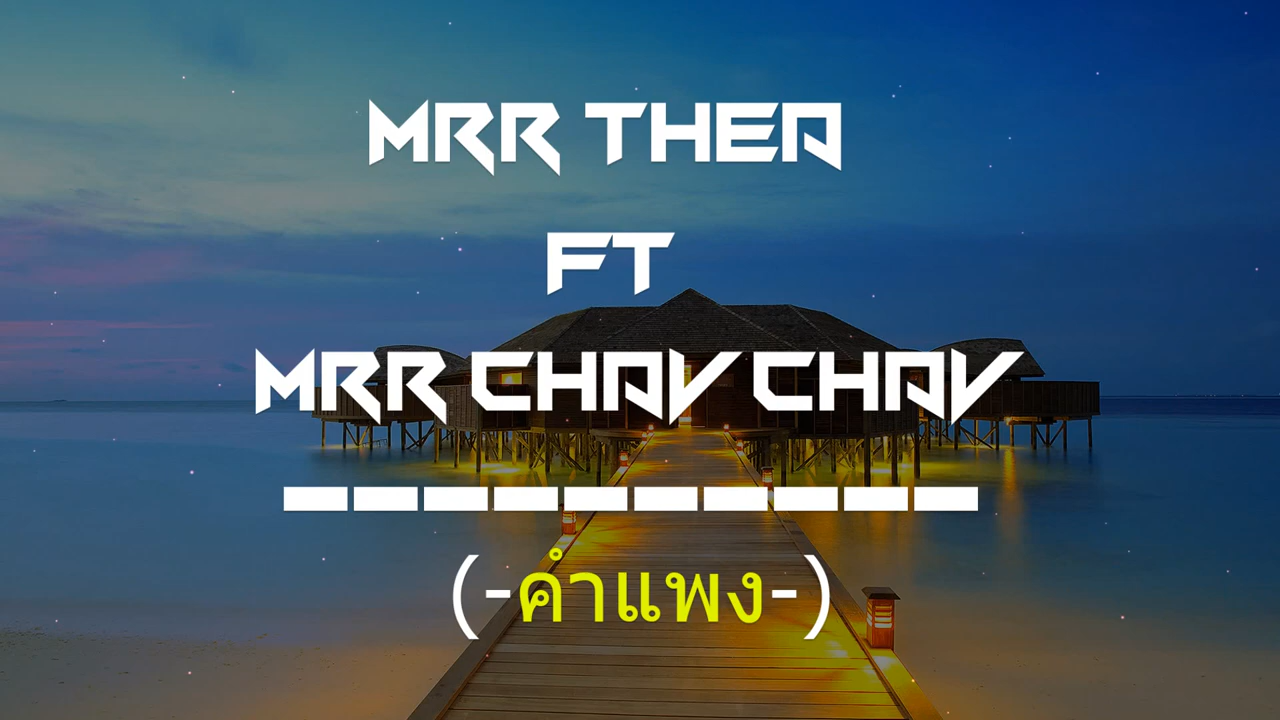 MRR THEA
FT
MRR CHAV CHAV
----------
(-คำแพง-)